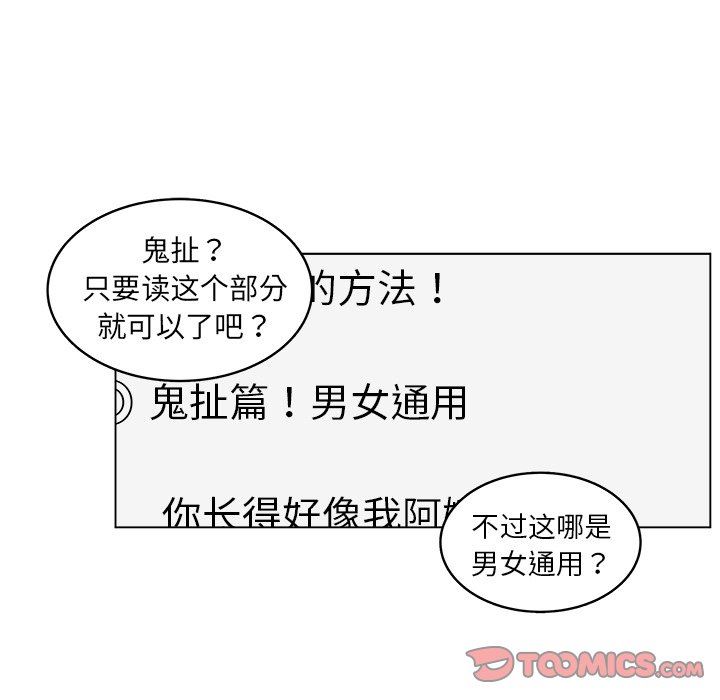 鬼扯？
只要读这个部分
就可以了吧？
的方法！
◎ 鬼扯篇！男女通用
你长得好像我阿
不过这哪是
男女通用？
TOOMICS.COM